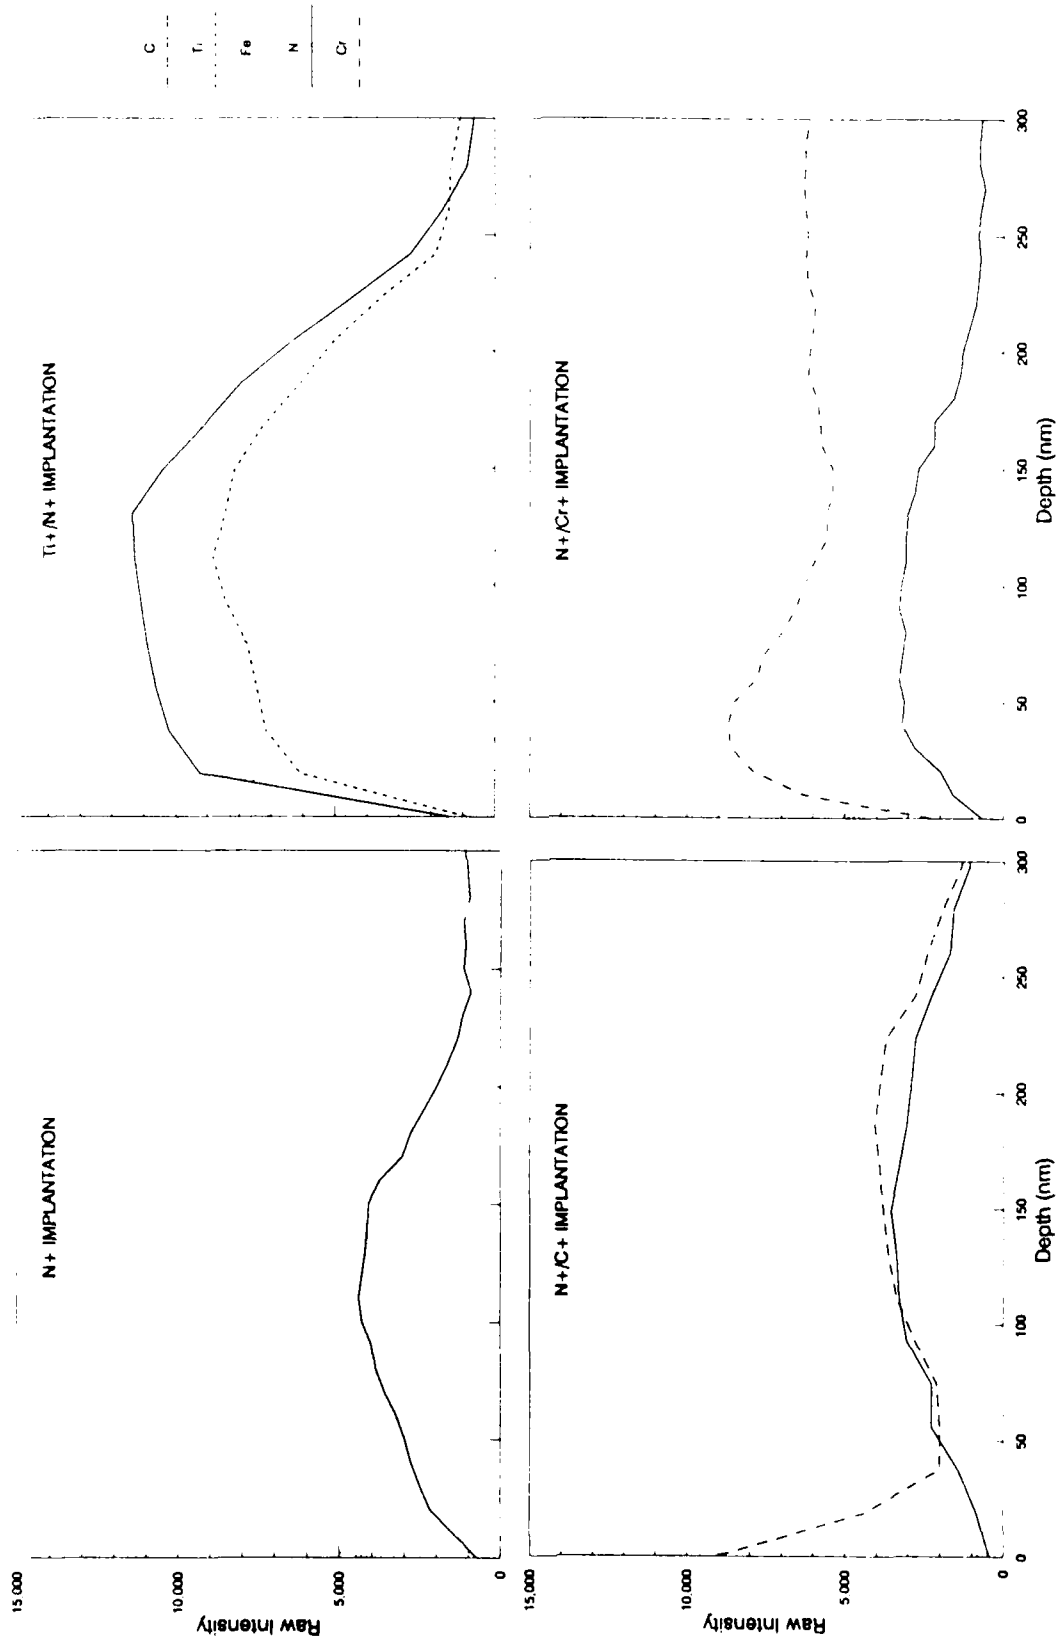 N+ IMPLANTATION
Ti+/N+ IMPLANTATION
C
Ti
Fe
N
Cr
Raw Intensity
15.000
10.000
5.000
0
N+/C+ IMPLANTATION
N+/Cr+ IMPLANTATION
Raw Intensity
15.000
10.000
5.000
0
0
50
100
150
200
250
300
Depth (nm)
0
50
100
150
200
250
300
Depth (nm)